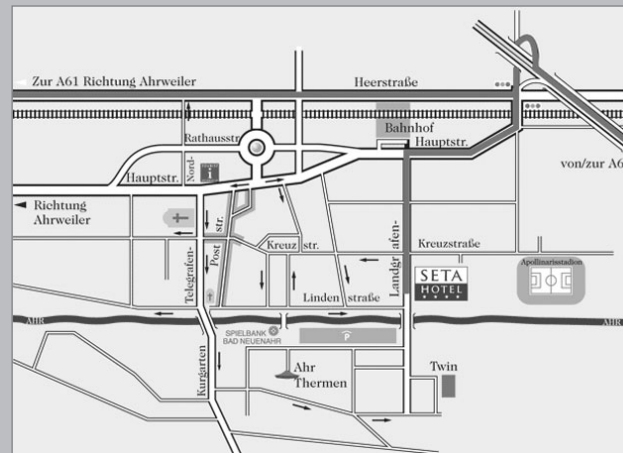 Zur A61 Richtung Ahrweiler
Heerstraße
Rathausstr.
Bahnhof
Hauptstr.
Hauptstr.
Nord-
i
von/zur A6
Richtung
Ahrweiler
str.
Post
Kreuz str.
Kreuzstraße
Telegrafen-
Landgrafen-
SETA
HOTEL
Apollinarisstadion
Linden straße
AHR
AHR
SPIELBANK
BAD NEUENAHR
P
Kurgarten
Ahr
Thermen
Twin